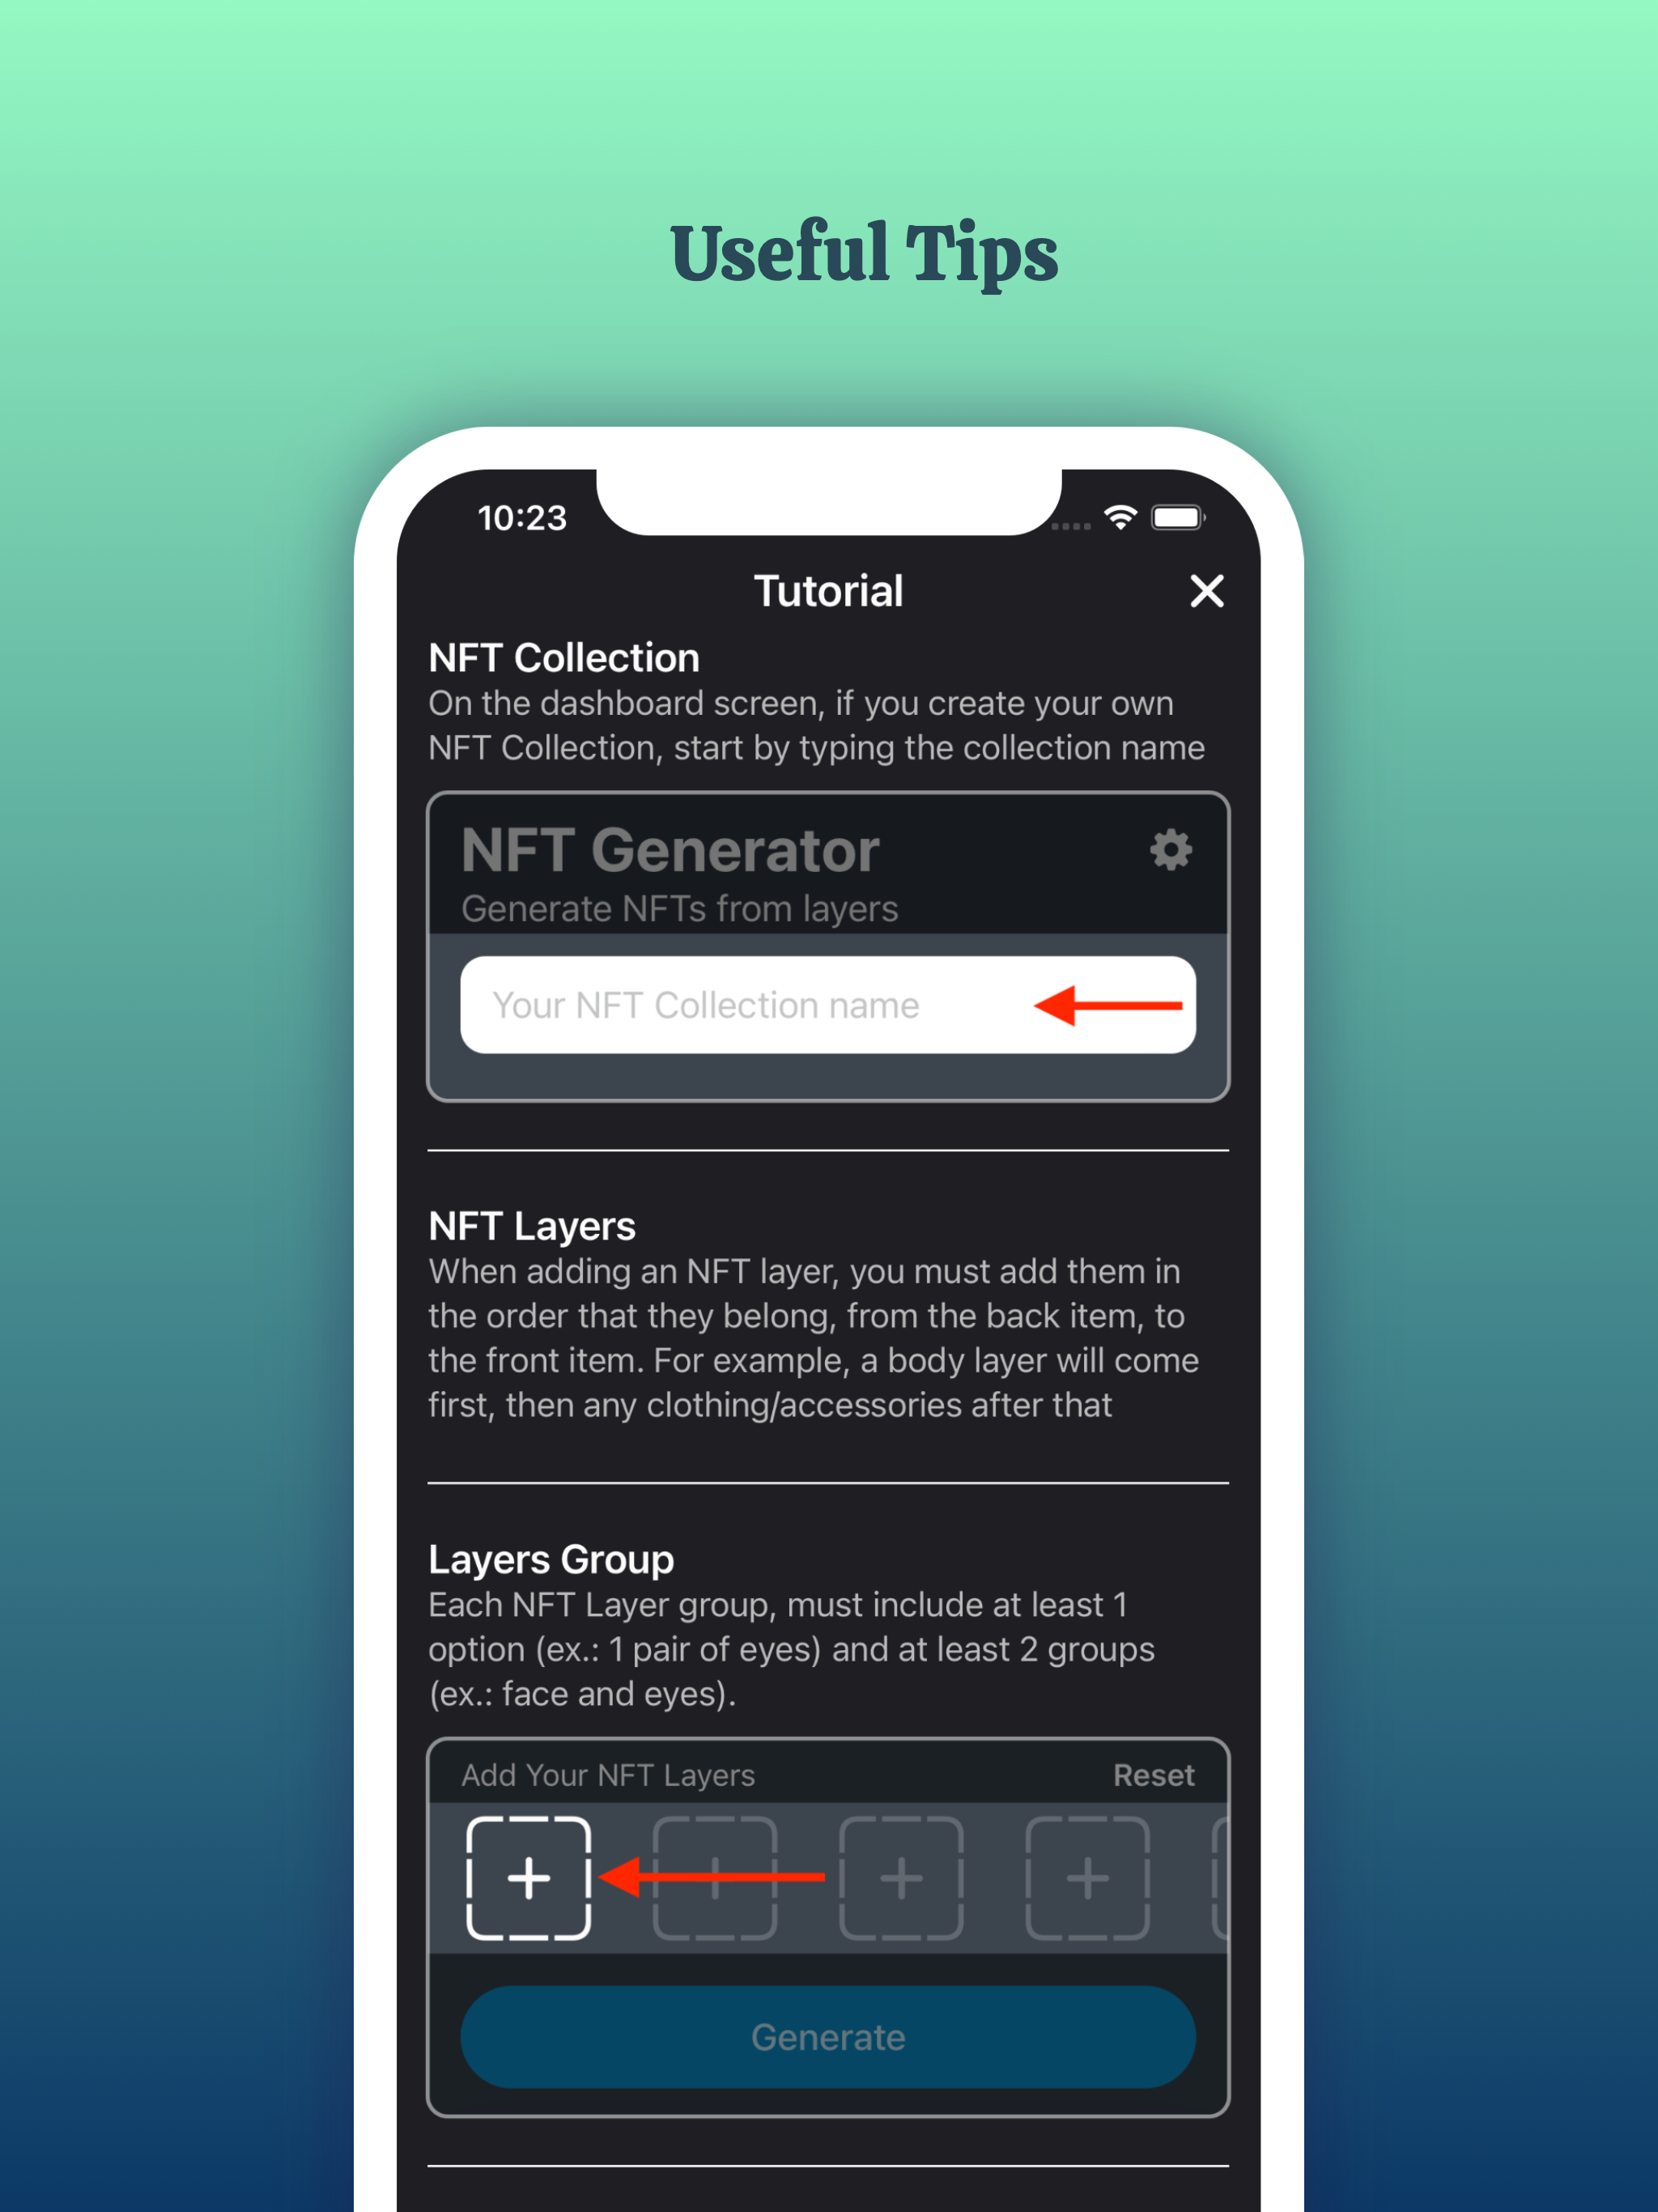 Useful Tips
10:23
Tutorial
NFT Collection
On the dashboard screen, if you create your own
NFT Collection, start by typing the collection name
NFT Generator
Generate NFTs from layers
Your NFT Collection name
NFT Layers
When adding an NFT layer, you must add them in
the order that they belong, from the back item, to
the front item. For example, a body layer will come
first, then any clothing/accessories after that
Layers Group
Each NFT Layer group, must include at least 1
option (ex.: 1 pair of eyes) and at least 2 groups
(ex.: face and eyes).
Add Your NFT Layers Reset
Generate